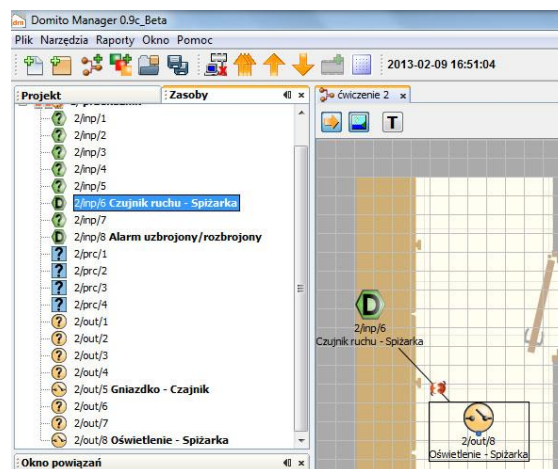 Domito Manager 0.9c_Beta
Plik Narzędzia Raporty Okno Pomoc
2013-02-09 16:51:04
Projekt
Zasoby
ćwiczenie 2
T
2/inp/1
2/inp/2
2/inp/3
2/inp/4
2/inp/5
2/inp/6 Czujnik ruchu - Spiżarka
2/inp/7
2/inp/8 Alarm uzbrojony/rozbrojony
2/prc/1
2/prc/2
2/prc/3
2/prc/4
2/out/1
2/out/2
2/out/3
2/out/4
2/out/5 Gniazdko - Czajnik
2/out/6
2/out/7
2/out/8 Oświetlenie - Spiżarka
Okno powiązań
D
2/inp/6
Czujnik ruchu - Spiżarka
2/out/8
Oświetlenie - Spiżarka